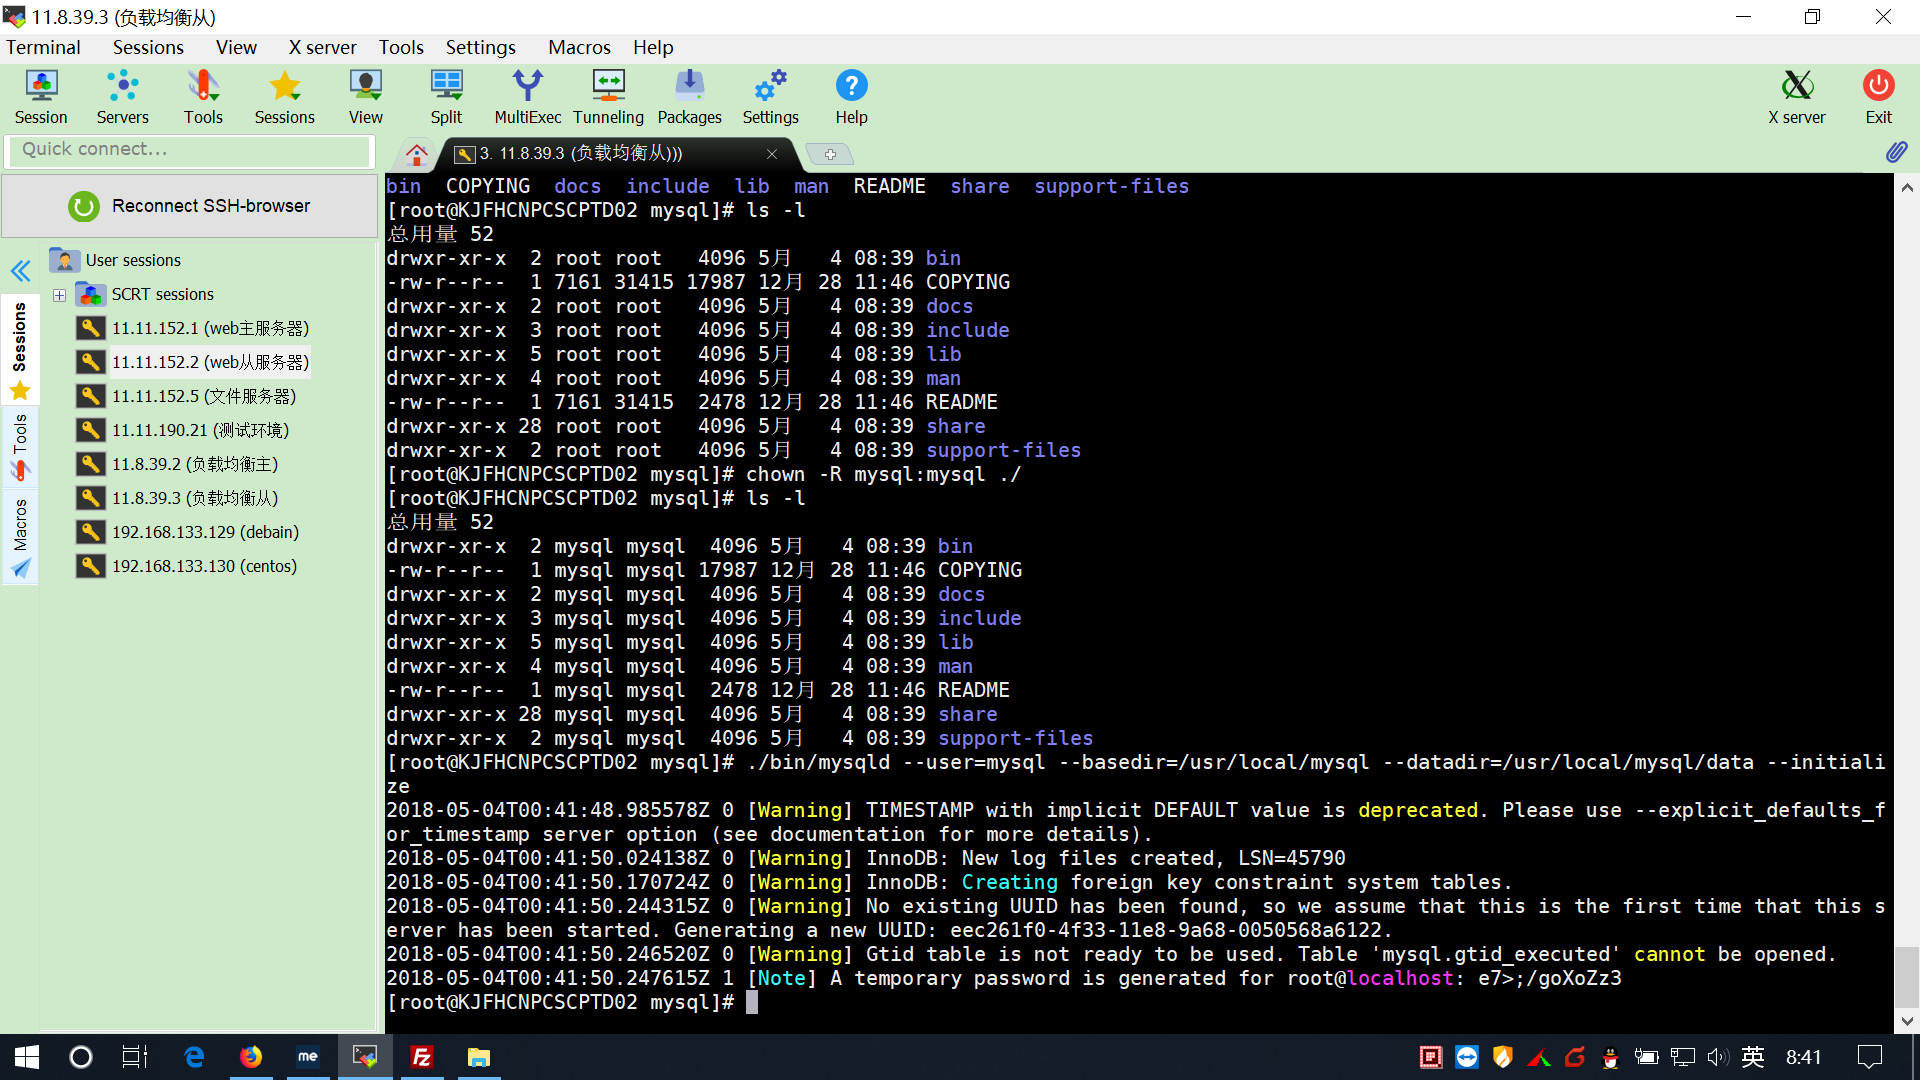 11.8.39.3 (负载均衡从)
Terminal Sessions View X server Tools Settings Macros Help
Session Servers Tools Sessions View Split MultiExec Tunneling Packages Settings Help X server Exit
Quick connect...
3. 11.8.39.3 (负载均衡从)))
Reconnect SSH-browser
Sessions
Tools
Macros
User sessions
SCRT sessions
11.11.152.1 (web主服务器)
11.11.152.2 (web从服务器)
11.11.152.5 (文件服务器)
11.11.190.21 (测试环境)
11.8.39.2 (负载均衡主)
11.8.39.3 (负载均衡从)
192.168.133.129 (debain)
192.168.133.130 (centos)
bin  COPYING  docs  include  lib  man  README  share  support-files
[root@KJFHCNPCSCPTD02 mysql]# ls -l
总用量 52
drwxr-xr-x  2 root root   4096 5月   4 08:39 bin
-rw-r--r--  1 7161 31415 17987 12月 28 11:46 COPYING
drwxr-xr-x  2 root root   4096 5月   4 08:39 docs
drwxr-xr-x  3 root root   4096 5月   4 08:39 include
drwxr-xr-x  5 root root   4096 5月   4 08:39 lib
drwxr-xr-x  4 root root   4096 5月   4 08:39 man
-rw-r--r--  1 7161 31415  2478 12月 28 11:46 README
drwxr-xr-x 28 root root   4096 5月   4 08:39 share
drwxr-xr-x  2 root root   4096 5月   4 08:39 support-files
[root@KJFHCNPCSCPTD02 mysql]# chown -R mysql:mysql ./
[root@KJFHCNPCSCPTD02 mysql]# ls -l
总用量 52
drwxr-xr-x  2 mysql mysql  4096 5月   4 08:39 bin
-rw-r--r--  1 mysql mysql 17987 12月 28 11:46 COPYING
drwxr-xr-x  2 mysql mysql  4096 5月   4 08:39 docs
drwxr-xr-x  3 mysql mysql  4096 5月   4 08:39 include
drwxr-xr-x  5 mysql mysql  4096 5月   4 08:39 lib
drwxr-xr-x  4 mysql mysql  4096 5月   4 08:39 man
-rw-r--r--  1 mysql mysql  2478 12月 28 11:46 README
drwxr-xr-x 28 mysql mysql  4096 5月   4 08:39 share
drwxr-xr-x  2 mysql mysql  4096 5月   4 08:39 support-files
[root@KJFHCNPCSCPTD02 mysql]# ./bin/mysqld --user=mysql --basedir=/usr/local/mysql --datadir=/usr/local/mysql/data --initiali
ze
2018-05-04T00:41:48.985578Z 0 [Warning] TIMESTAMP with implicit DEFAULT value is deprecated. Please use --explicit_defaults_f
or_timestamp server option (see documentation for more details).
2018-05-04T00:41:50.024138Z 0 [Warning] InnoDB: New log files created, LSN=45790
2018-05-04T00:41:50.170724Z 0 [Warning] InnoDB: Creating foreign key constraint system tables.
2018-05-04T00:41:50.244315Z 0 [Warning] No existing UUID has been found, so we assume that this is the first time that this s
erver has been started. Generating a new UUID: eec261f0-4f33-11e8-9a68-0050568a6122.
2018-05-04T00:41:50.246520Z 0 [Warning] Gtid table is not ready to be used. Table 'mysql.gtid_executed' cannot be opened.
2018-05-04T00:41:50.247615Z 1 [Note] A temporary password is generated for root@localhost: e7>;/goXoZz3
[root@KJFHCNPCSCPTD02 mysql]#
me
英 8:41